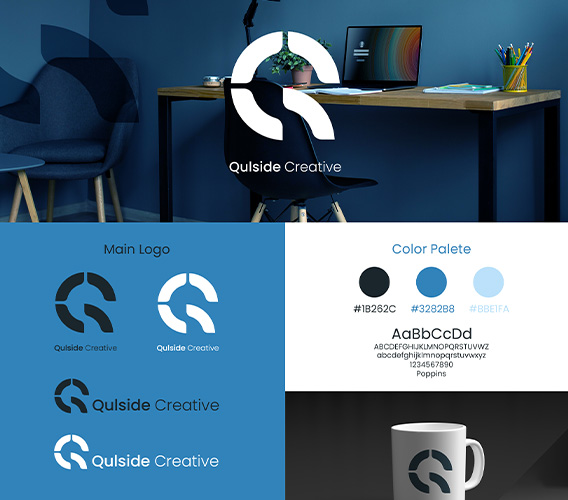 Qulside Creative
Main Logo
Qulside Creative
Qulside Creative
Qulside Creative
Qulside Creative
Color Palete
#1B262C
#3282B8
#BBE1FA
AaBbCcDd
ABCDEFGHIJKLMNOPQRSTUVWXYZ
abcdefghijklmnopqrstuvwxyz
1234567890
Poppins